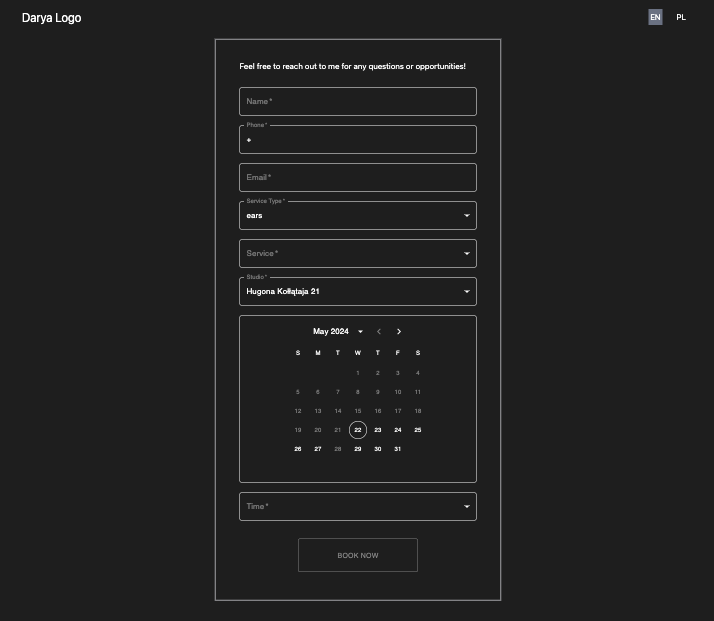 Darya Logo
EN PL
Feel free to reach out to me for any questions or opportunities!
Name*
Phone*
+
Email*
Service Type*
ears
Service*
Studio*
Hugona Kołłątaja 21
May 2024
S M T W T F S
1 2 3 4
5 6 7 8 9 10 11
12 13 14 15 16 17 18
19 20 21 22 23 24 25
26 27 28 29 30 31
Time*
BOOK NOW